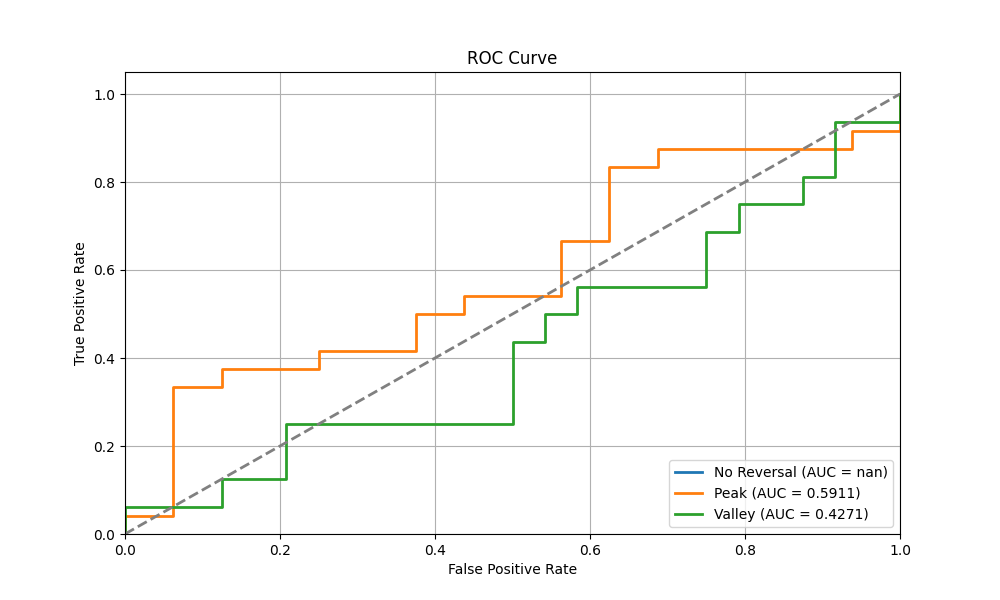 ROC Curve
True Positive Rate
1.0
0.8
0.6
0.4
0.2
0.0
0.0 0.2 0.4 0.6 0.8 1.0
False Positive Rate
No Reversal (AUC = nan)
Peak (AUC = 0.5911)
Valley (AUC = 0.4271)